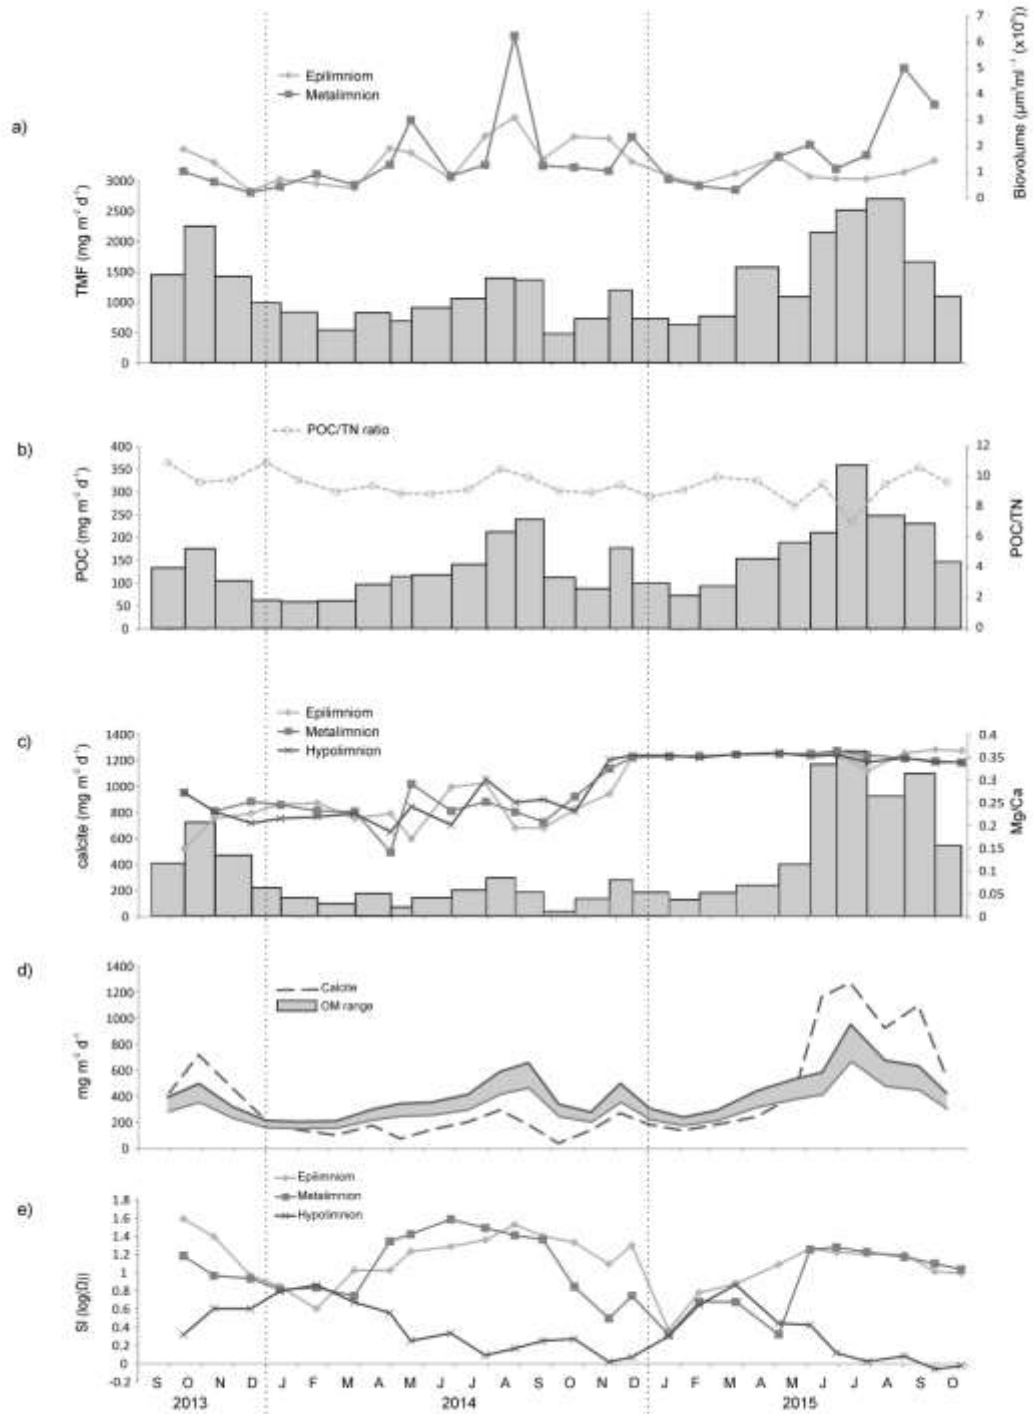 a)
Epilimniom
Metalimnion
7
6
5
4
3
2
1
0
Biovolume (µm³ml⁻¹ (x10⁶))
3000
2500
2000
1500
1000
500
0
TMF (mg m⁻² d⁻¹)
b)
POC/TN ratio
400
350
300
250
200
150
100
50
0
POC (mg m⁻² d⁻¹)
12
10
8
6
4
2
0
POC/TN
c)
Epilimniom
Metalimnion
Hypolimnion
1400
1200
1000
800
600
400
200
0
calcite (mg m⁻² d⁻¹)
0.4
0.35
0.3
0.25
0.2
0.15
0.1
0.05
0
Mg/Ca
d)
Calcite
OM range
1400
1200
1000
800
600
400
200
0
mg m⁻² d⁻¹
e)
Epilimniom
Metalimnion
Hypolimnion
1.8
1.6
1.4
1.2
1
0.8
0.6
0.4
0.2
0
-0.2
SI (log(Ω))
S O N D J F M A M J J A S O N D J F M A M J J A S O
2013 2014 2015